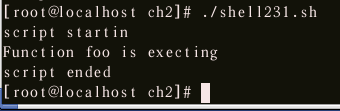 [root@localhost ch2]# ./shell231.sh
script startin
Function foo is execting
script ended
[root@localhost ch2]#